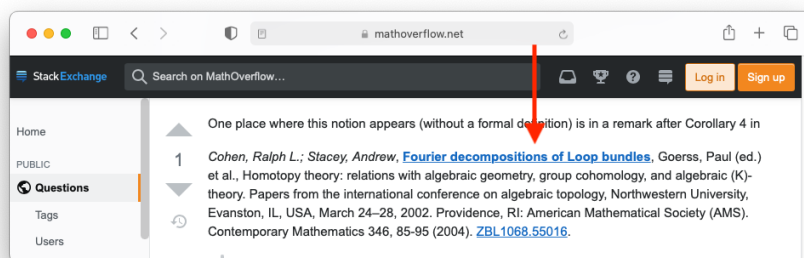 mathoverflow.net
StackExchange
Search on MathOverflow...
Log in
Sign up
Home
PUBLIC
Questions
Tags
Users
1
One place where this notion appears (without a formal definition) is in a remark after Corollary 4 in
Cohen, Ralph L.; Stacey, Andrew, Fourier decompositions of Loop bundles, Goerss, Paul (ed.)
et al., Homotopy theory: relations with algebraic geometry, group cohomology, and algebraic (K)-
theory. Papers from the international conference on algebraic topology, Northwestern University,
Evanston, IL, USA, March 24–28, 2002. Providence, RI: American Mathematical Society (AMS).
Contemporary Mathematics 346, 85-95 (2004). ZBL1068.55016.